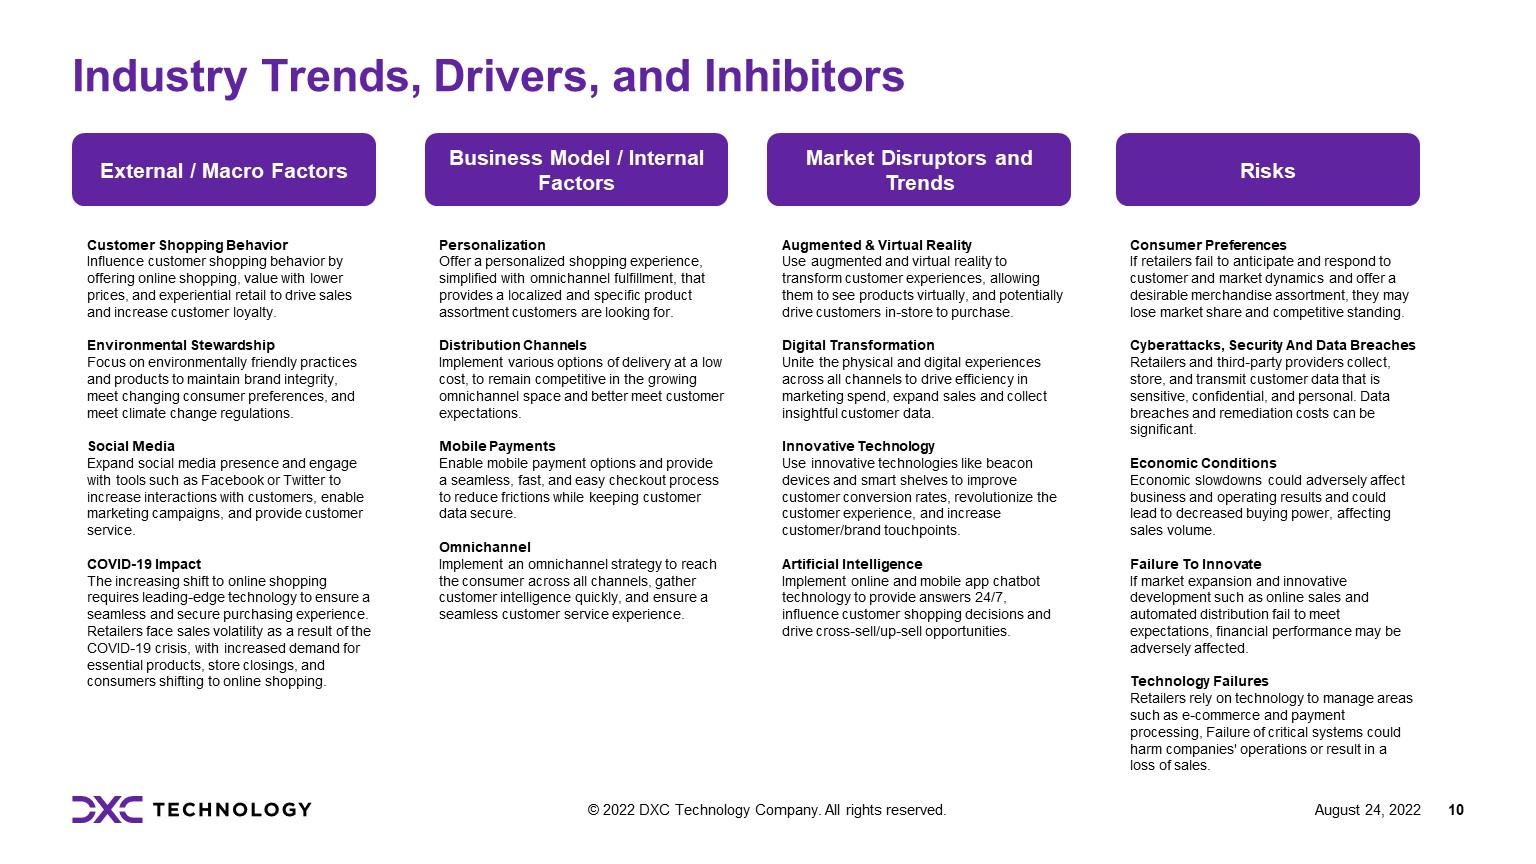 Industry Trends, Drivers, and Inhibitors
External / Macro Factors
Customer Shopping Behavior
Influence customer shopping behavior by
offering online shopping, value with lower
prices, and experiential retail to drive sales
and increase customer loyalty.
Environmental Stewardship
Focus on environmentally friendly practices
and products to maintain brand integrity,
meet changing consumer preferences, and
meet climate change regulations.
Social Media
Expand social media presence and engage
with tools such as Facebook or Twitter to
increase interactions with customers, enable
marketing campaigns, and provide customer
service.
COVID-19 Impact
The increasing shift to online shopping
requires leading-edge technology to ensure a
seamless and secure purchasing experience.
Retailers face sales volatility as a result of the
COVID-19 crisis, with increased demand for
essential products, store closings, and
consumers shifting to online shopping.
Business Model / Internal
Factors
Personalization
Offer a personalized shopping experience,
simplified with omnichannel fulfillment, that
provides a localized and specific product
assortment customers are looking for.
Distribution Channels
Implement various options of delivery at a low
cost, to remain competitive in the growing
omnichannel space and better meet customer
expectations.
Mobile Payments
Enable mobile payment options and provide
a seamless, fast, and easy checkout process
to reduce frictions while keeping customer
data secure.
Omnichannel
Implement an omnichannel strategy to reach
the consumer across all channels, gather
customer intelligence quickly, and ensure a
seamless customer service experience.
Market Disruptors and
Trends
Augmented & Virtual Reality
Use augmented and virtual reality to
transform customer experiences, allowing
them to see products virtually, and potentially
drive customers in-store to purchase.
Digital Transformation
Unite the physical and digital experiences
across all channels to drive efficiency in
marketing spend, expand sales and collect
insightful customer data.
Innovative Technology
Use innovative technologies like beacon
devices and smart shelves to improve
customer conversion rates, revolutionize the
customer experience, and increase
customer/brand touchpoints.
Artificial Intelligence
Implement online and mobile app chatbot
technology to provide answers 24/7,
influence customer shopping decisions and
drive cross-sell/up-sell opportunities.
Risks
Consumer Preferences
If retailers fail to anticipate and respond to
customer and market dynamics and offer a
desirable merchandise assortment, they may
lose market share and competitive standing.
Cyberattacks, Security And Data Breaches
Retailers and third-party providers collect,
store, and transmit customer data that is
sensitive, confidential, and personal. Data
breaches and remediation costs can be
significant.
Economic Conditions
Economic slowdowns could adversely affect
business and operating results and could
lead to decreased buying power, affecting
sales volume.
Failure To Innovate
If market expansion and innovative
development such as online sales and
automated distribution fail to meet
expectations, financial performance may be
adversely affected.
Technology Failures
Retailers rely on technology to manage areas
such as e-commerce and payment
processing, Failure of critical systems could
harm companies' operations or result in a
loss of sales.
DXC TECHNOLOGY
© 2022 DXC Technology Company. All rights reserved.
August 24, 2022 10